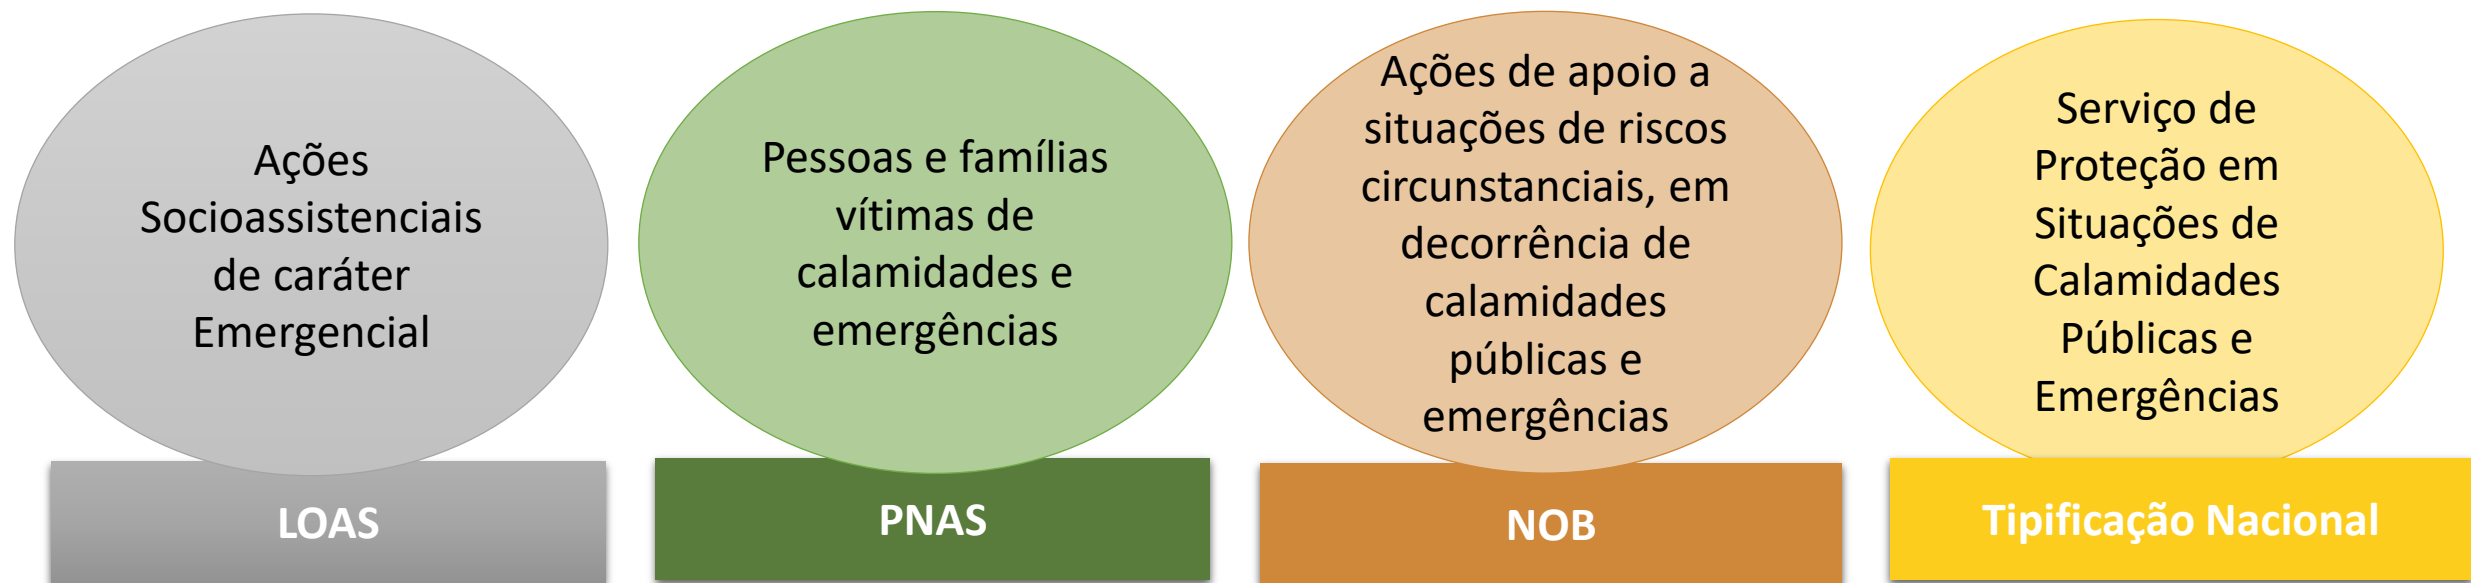 Ações
Socioassistenciais
de caráter
Emergencial
LOAS
Pessoas e famílias
vítimas de
calamidades e
emergências
PNAS
Ações de apoio a
situações de riscos
circunstanciais, em
decorrência de
calamidades
públicas e
emergências
NOB
Serviço de
Proteção em
Situações de
Calamidades
Públicas e
Emergências
Tipificação Nacional